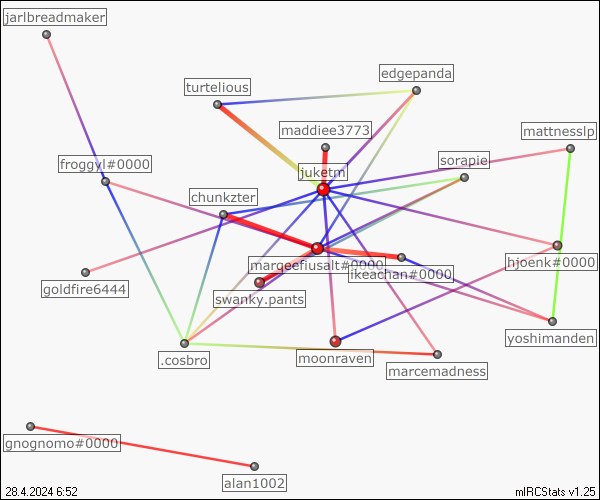 jarlbreadmaker
edgepanda
turtelious
maddiee3773
mattnesslp
froggyl#0000
juketm
sorapie
chunkzter
marqeefiusalt#0000
hjoenk#0000
ikeachan#0000
goldfire6444
swanky.pants
yoshimanden
.cosbro
moonraven
marcemadness
gnognomo#0000
alan1002
28.4.2024 6:52
mIRCStats v1.25